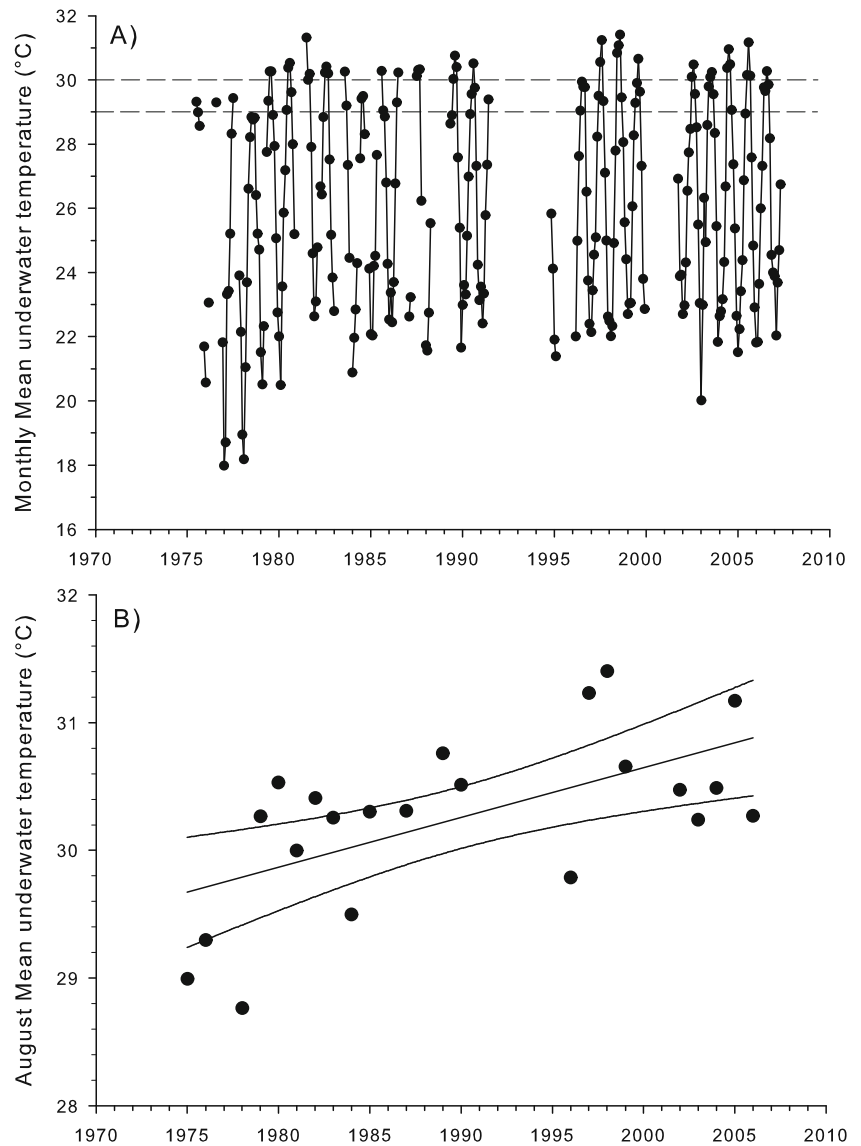 A)
Monthly Mean underwater temperature (°C)
32
30
28
26
24
22
20
18
16
1970 1975 1980 1985 1990 1995 2000 2005 2010
B)
August Mean underwater temperature (°C)
32
31
30
29
28
1970 1975 1980 1985 1990 1995 2000 2005 2010